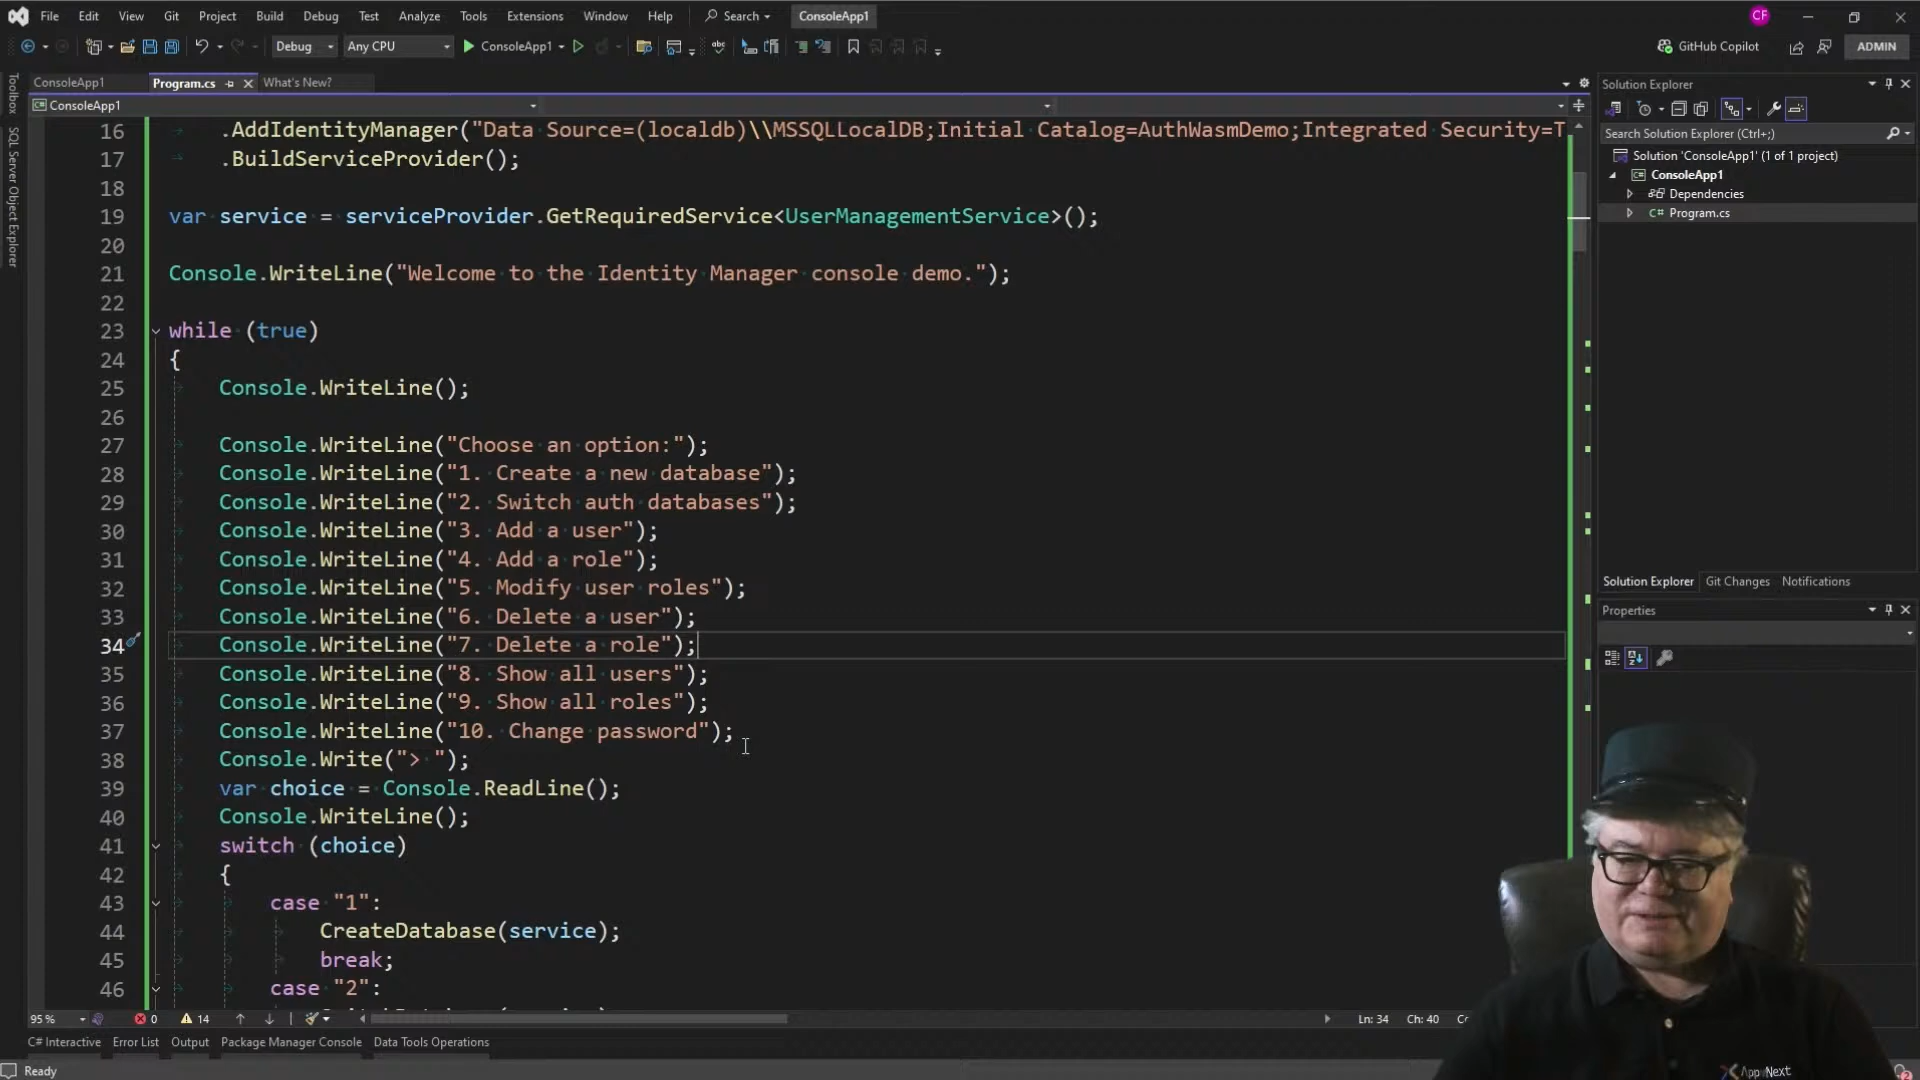 File Edit View Git Project Build Debug Test Analyze Tools Extensions Window Help Search ConsoleApp1 CF
Debug Any CPU ConsoleApp1 GitHub Copilot ADMIN
ConsoleApp1 Program.cs What's New?
ConsoleApp1
Toolbox
SQL Server Object Explorer
16 .AddIdentityManager("Data Source=(localdb)\\MSSQLLocalDB;Initial Catalog=AuthWasmDemo;Integrated Security=T
17 .BuildServiceProvider();
18
19 var service = serviceProvider.GetRequiredService<UserManagementService>();
20
21 Console.WriteLine("Welcome to the Identity Manager console demo.");
22
23 while (true)
24 {
25 Console.WriteLine();
26
27 Console.WriteLine("Choose an option:");
28 Console.WriteLine("1. Create a new database");
29 Console.WriteLine("2. Switch auth databases");
30 Console.WriteLine("3. Add a user");
31 Console.WriteLine("4. Add a role");
32 Console.WriteLine("5. Modify user roles");
33 Console.WriteLine("6. Delete a user");
34 Console.WriteLine("7. Delete a role");
35 Console.WriteLine("8. Show all users");
36 Console.WriteLine("9. Show all roles");
37 Console.WriteLine("10. Change password");
38 Console.Write("> ");
39 var choice = Console.ReadLine();
40 Console.WriteLine();
41 switch (choice)
42 {
43 case "1":
44 CreateDatabase(service);
45 break;
46 case "2":
95 % 0 14 Ln: 34 Ch: 40
C# Interactive Error List Output Package Manager Console Data Tools Operations
Ready
Solution Explorer
Search Solution Explorer (Ctrl+;)
Solution 'ConsoleApp1' (1 of 1 project)
ConsoleApp1
Dependencies
C# Program.cs
Solution Explorer Git Changes Notifications
Properties
App Next